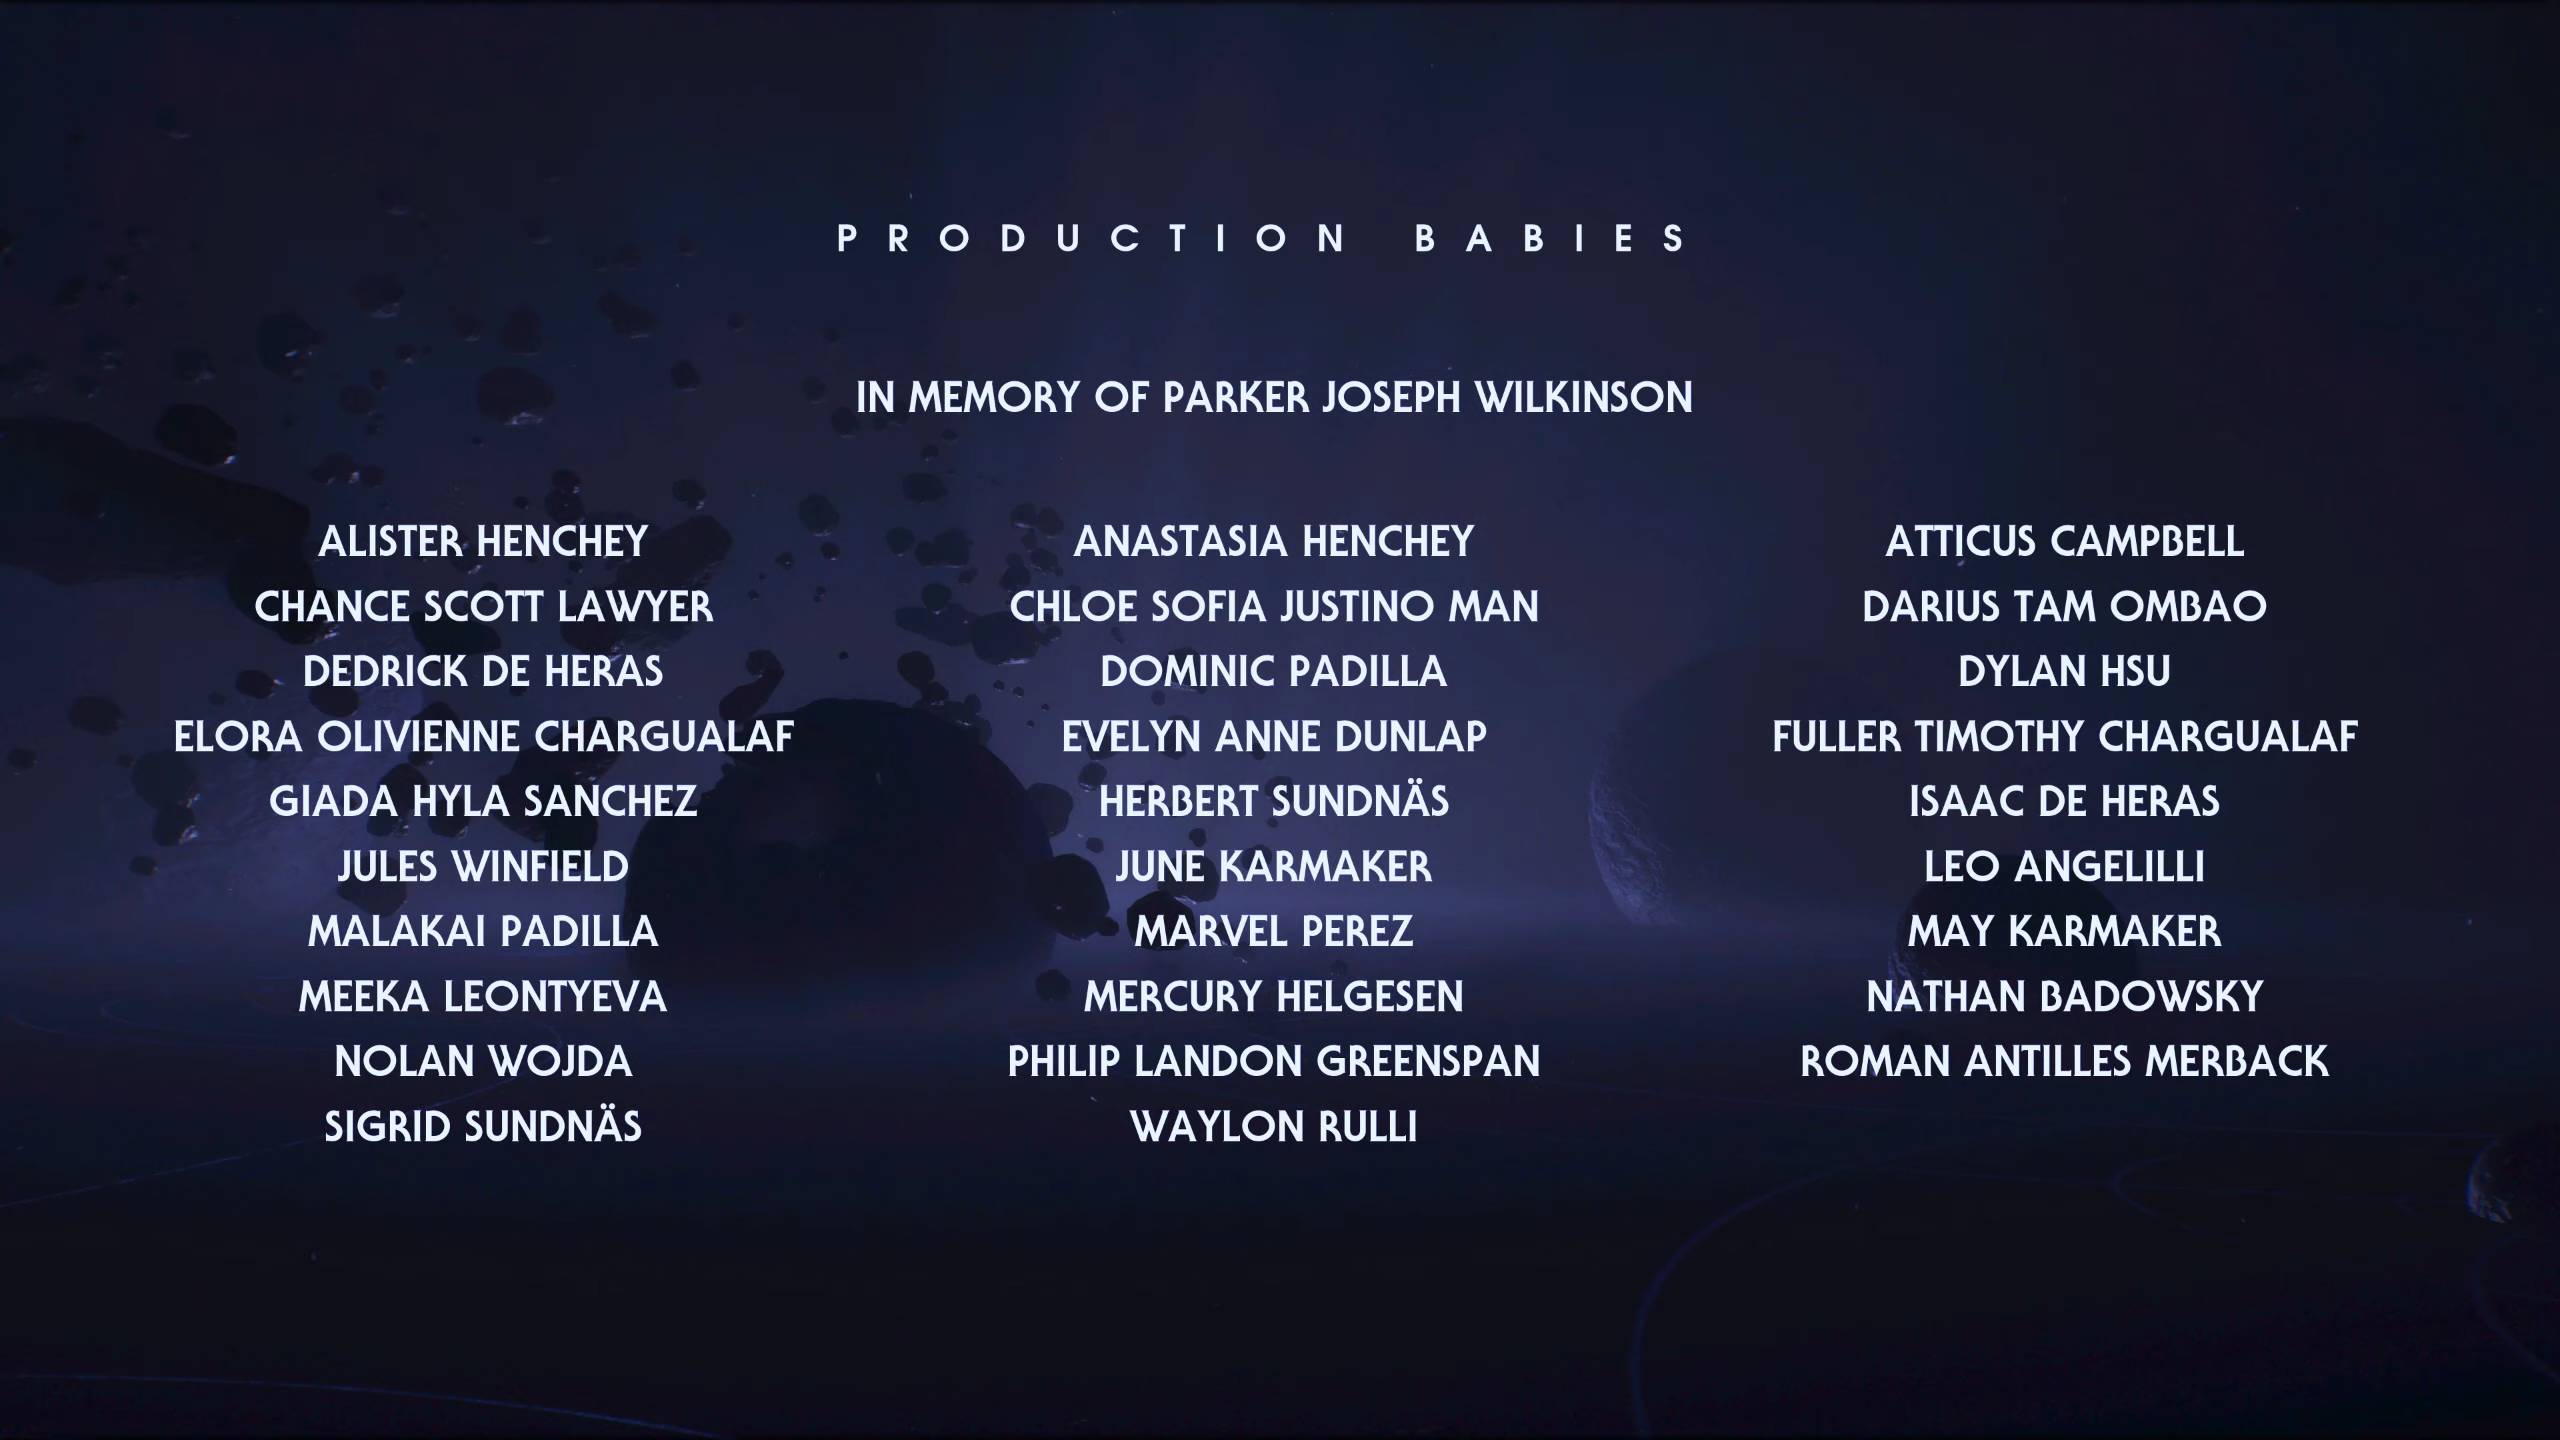 PRODUCTION BABIES
IN MEMORY OF PARKER JOSEPH WILKINSON
ALISTER HENCHEY ANASTASIA HENCHEY ATTICUS CAMPBELL
CHANCE SCOTT LAWYER CHLOE SOFIA JUSTINO MAN DARIUS TAM OMBAO
DEDRICK DE HERAS DOMINIC PADILLA DYLAN HSU
ELORA OLIVIENNE CHARGUALAF EVELYN ANNE DUNLAP FULLER TIMOTHY CHARGUALAF
GIADA HYLA SANCHEZ HERBERT SUNDNÄS ISAAC DE HERAS
JULES WINFIELD JUNE KARMAKER LEO ANGELILLI
MALAKAI PADILLA MARVEL PEREZ MAY KARMAKER
MEEKA LEONTYEVA MERCURY HELGESEN NATHAN BADOWSKY
NOLAN WOJDA PHILIP LANDON GREENSPAN ROMAN ANTILLES MERBACK
SIGRID SUNDNÄS WAYLON RULLI